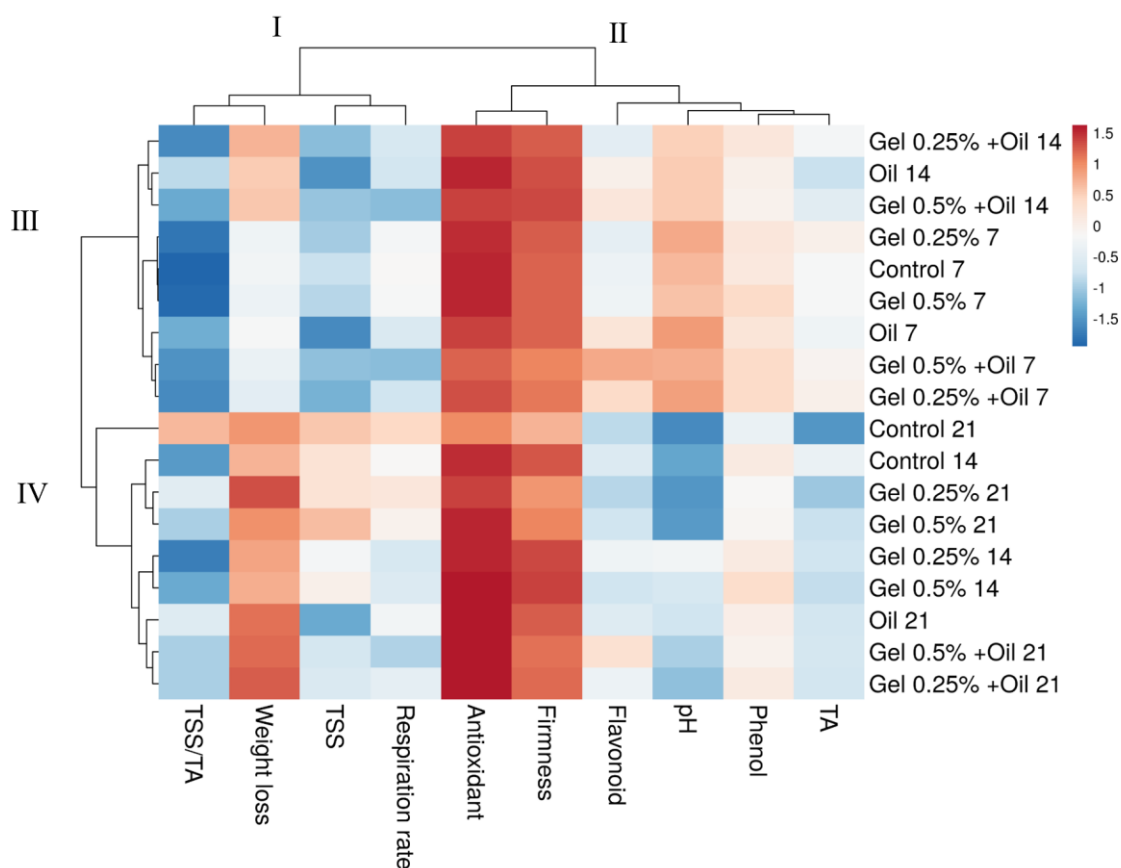 I
II
III
IV
Gel 0.25% +Oil 14
Oil 14
Gel 0.5% +Oil 14
Gel 0.25% 7
Control 7
Gel 0.5% 7
Oil 7
Gel 0.5% +Oil 7
Gel 0.25% +Oil 7
Control 21
Control 14
Gel 0.25% 21
Gel 0.5% 21
Gel 0.25% 14
Gel 0.5% 14
Oil 21
Gel 0.5% +Oil 21
Gel 0.25% +Oil 21
1.5
1
0.5
0
-0.5
-1
-1.5
TSS/TA
Weight loss
TSS
Respiration rate
Antioxidant
Firmness
Flavonoid
pH
Phenol
TA